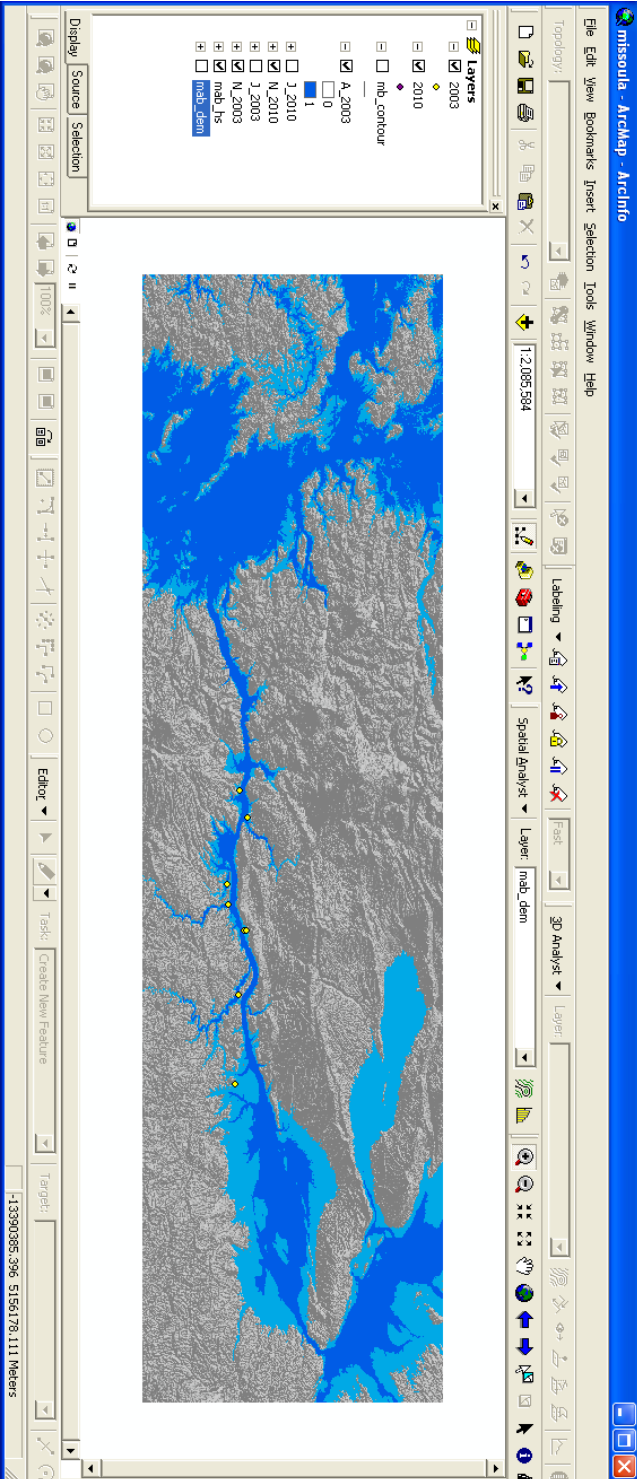 missoula - ArcMap - ArcInfo
File Edit View Bookmarks Insert Selection Tools Window Help
Topology: Labeling Fast 3D Analyst Layer:
1:2,085,584 Spatial Analyst Layer: mab_dem
Layers
2003
2010
mb_contour
A_2003
0
1
J_2010
N_2010
J_2003
N_2003
mab_hs
mab_dem
Display Source Selection
100% Editor Task: Create New Feature Target:
-13390385.396 5156178.111 Meters